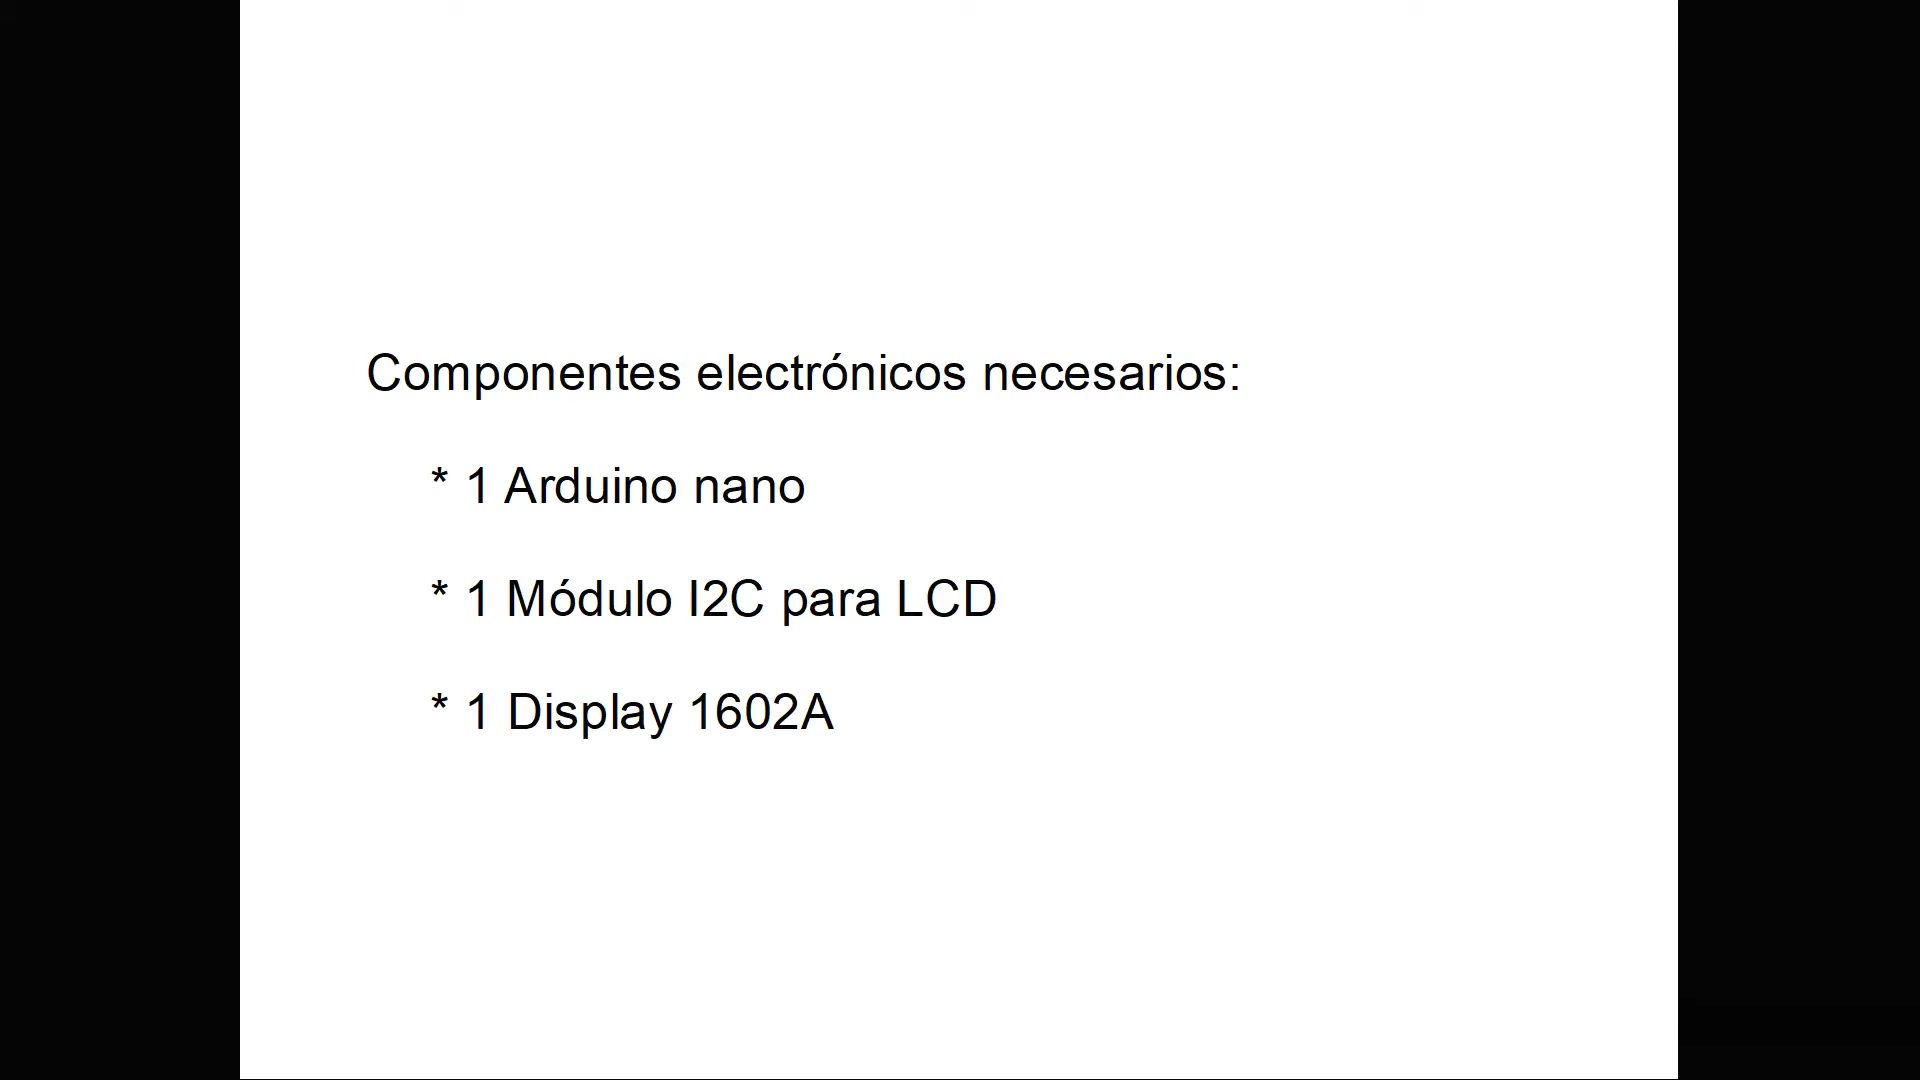 Componentes electrónicos necesarios:
* 1 Arduino nano
* 1 Módulo I2C para LCD
* 1 Display 1602A